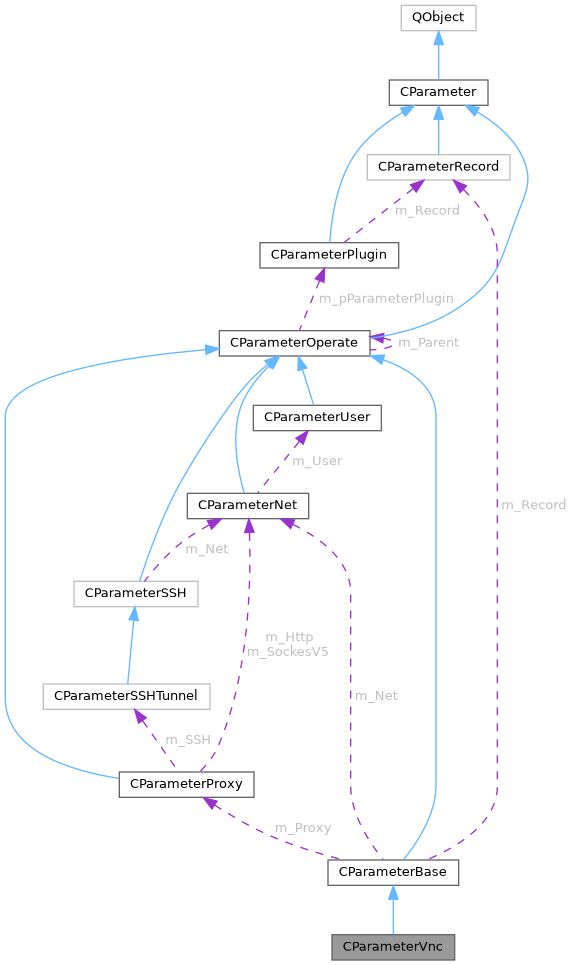 QObject
CParameter
CParameterRecord
m_Record
CParameterPlugin
m_pParameterPlugin
CParameterOperate
m_Parent
CParameterUser
m_User
CParameterNet
m_Record
m_Net
CParameterSSH
m_Http
m_SockesV5
CParameterSSHTunnel
m_Net
m_SSH
CParameterProxy
m_Proxy
CParameterBase
CParameterVnc